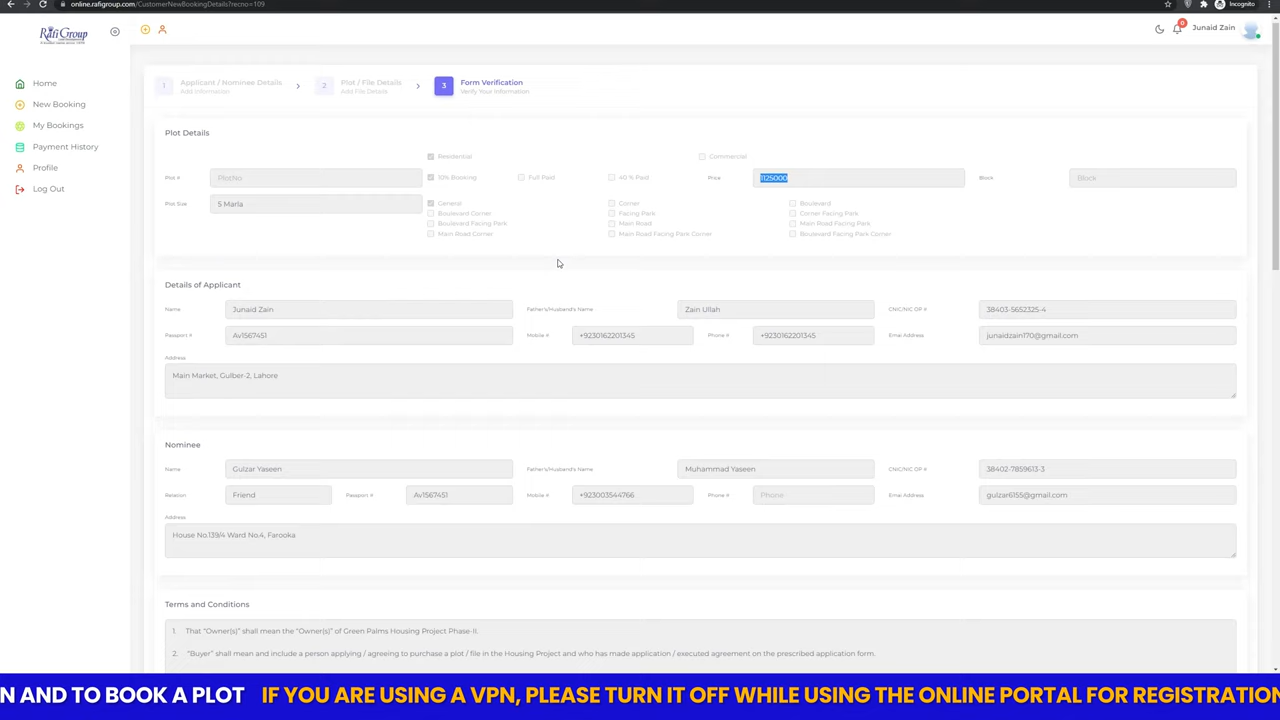 online.rafigroup.com/CustomerNewBookingDetails?recno=109
Incognito
Rafi Group
Junaid Zain
0
Home
New Booking
My Bookings
Payment History
Profile
Log Out
1 Applicant / Nominee Details
Add Information
2 Plot / File Details
Add File Details
3 Form Verification
Verify Your Information
Plot Details
Residential Commercial
Plot # PlotNo 10% Booking Full Paid 40 % Paid Price 1125000 Block Block
Plot Size 5 Marla General Corner Boulevard
Boulevard Corner Facing Park Corner Facing Park
Boulevard Facing Park Main Road Main Road Facing Park
Main Road Corner Main Road Facing Park Corner Boulevard Facing Park Corner
Details of Applicant
Name Junaid Zain Father's/Husband's Name Zain Ullah CNIC/NIC OP # 38403-5652325-4
Passport # Av1567451 Mobile # +9230162201345 Phone # +9230162201345 Emai Address junaidzain170@gmail.com
Address
Main Market, Gulber-2, Lahore
Nominee
Name Gulzar Yaseen Father's/Husband's Name Muhammad Yaseen CNIC/NIC OP # 38402-7859613-3
Relation Friend Passport # Av1567451 Mobile # +923003544766 Phone # Phone Emai Address gulzar6155@gmail.com
Address
House No.139/4 Ward No.4, Farooka
Terms and Conditions
1. That "Owner(s)" shall mean the "Owner(s)" of Green Palms Housing Project Phase-II.
2. "Buyer" shall mean and include a person applying / agreeing to purchase a plot / file in the Housing Project and who has made application / executed agreement on the prescribed application form.
N AND TO BOOK A PLOT IF YOU ARE USING A VPN, PLEASE TURN IT OFF WHILE USING THE ONLINE PORTAL FOR REGISTRATION